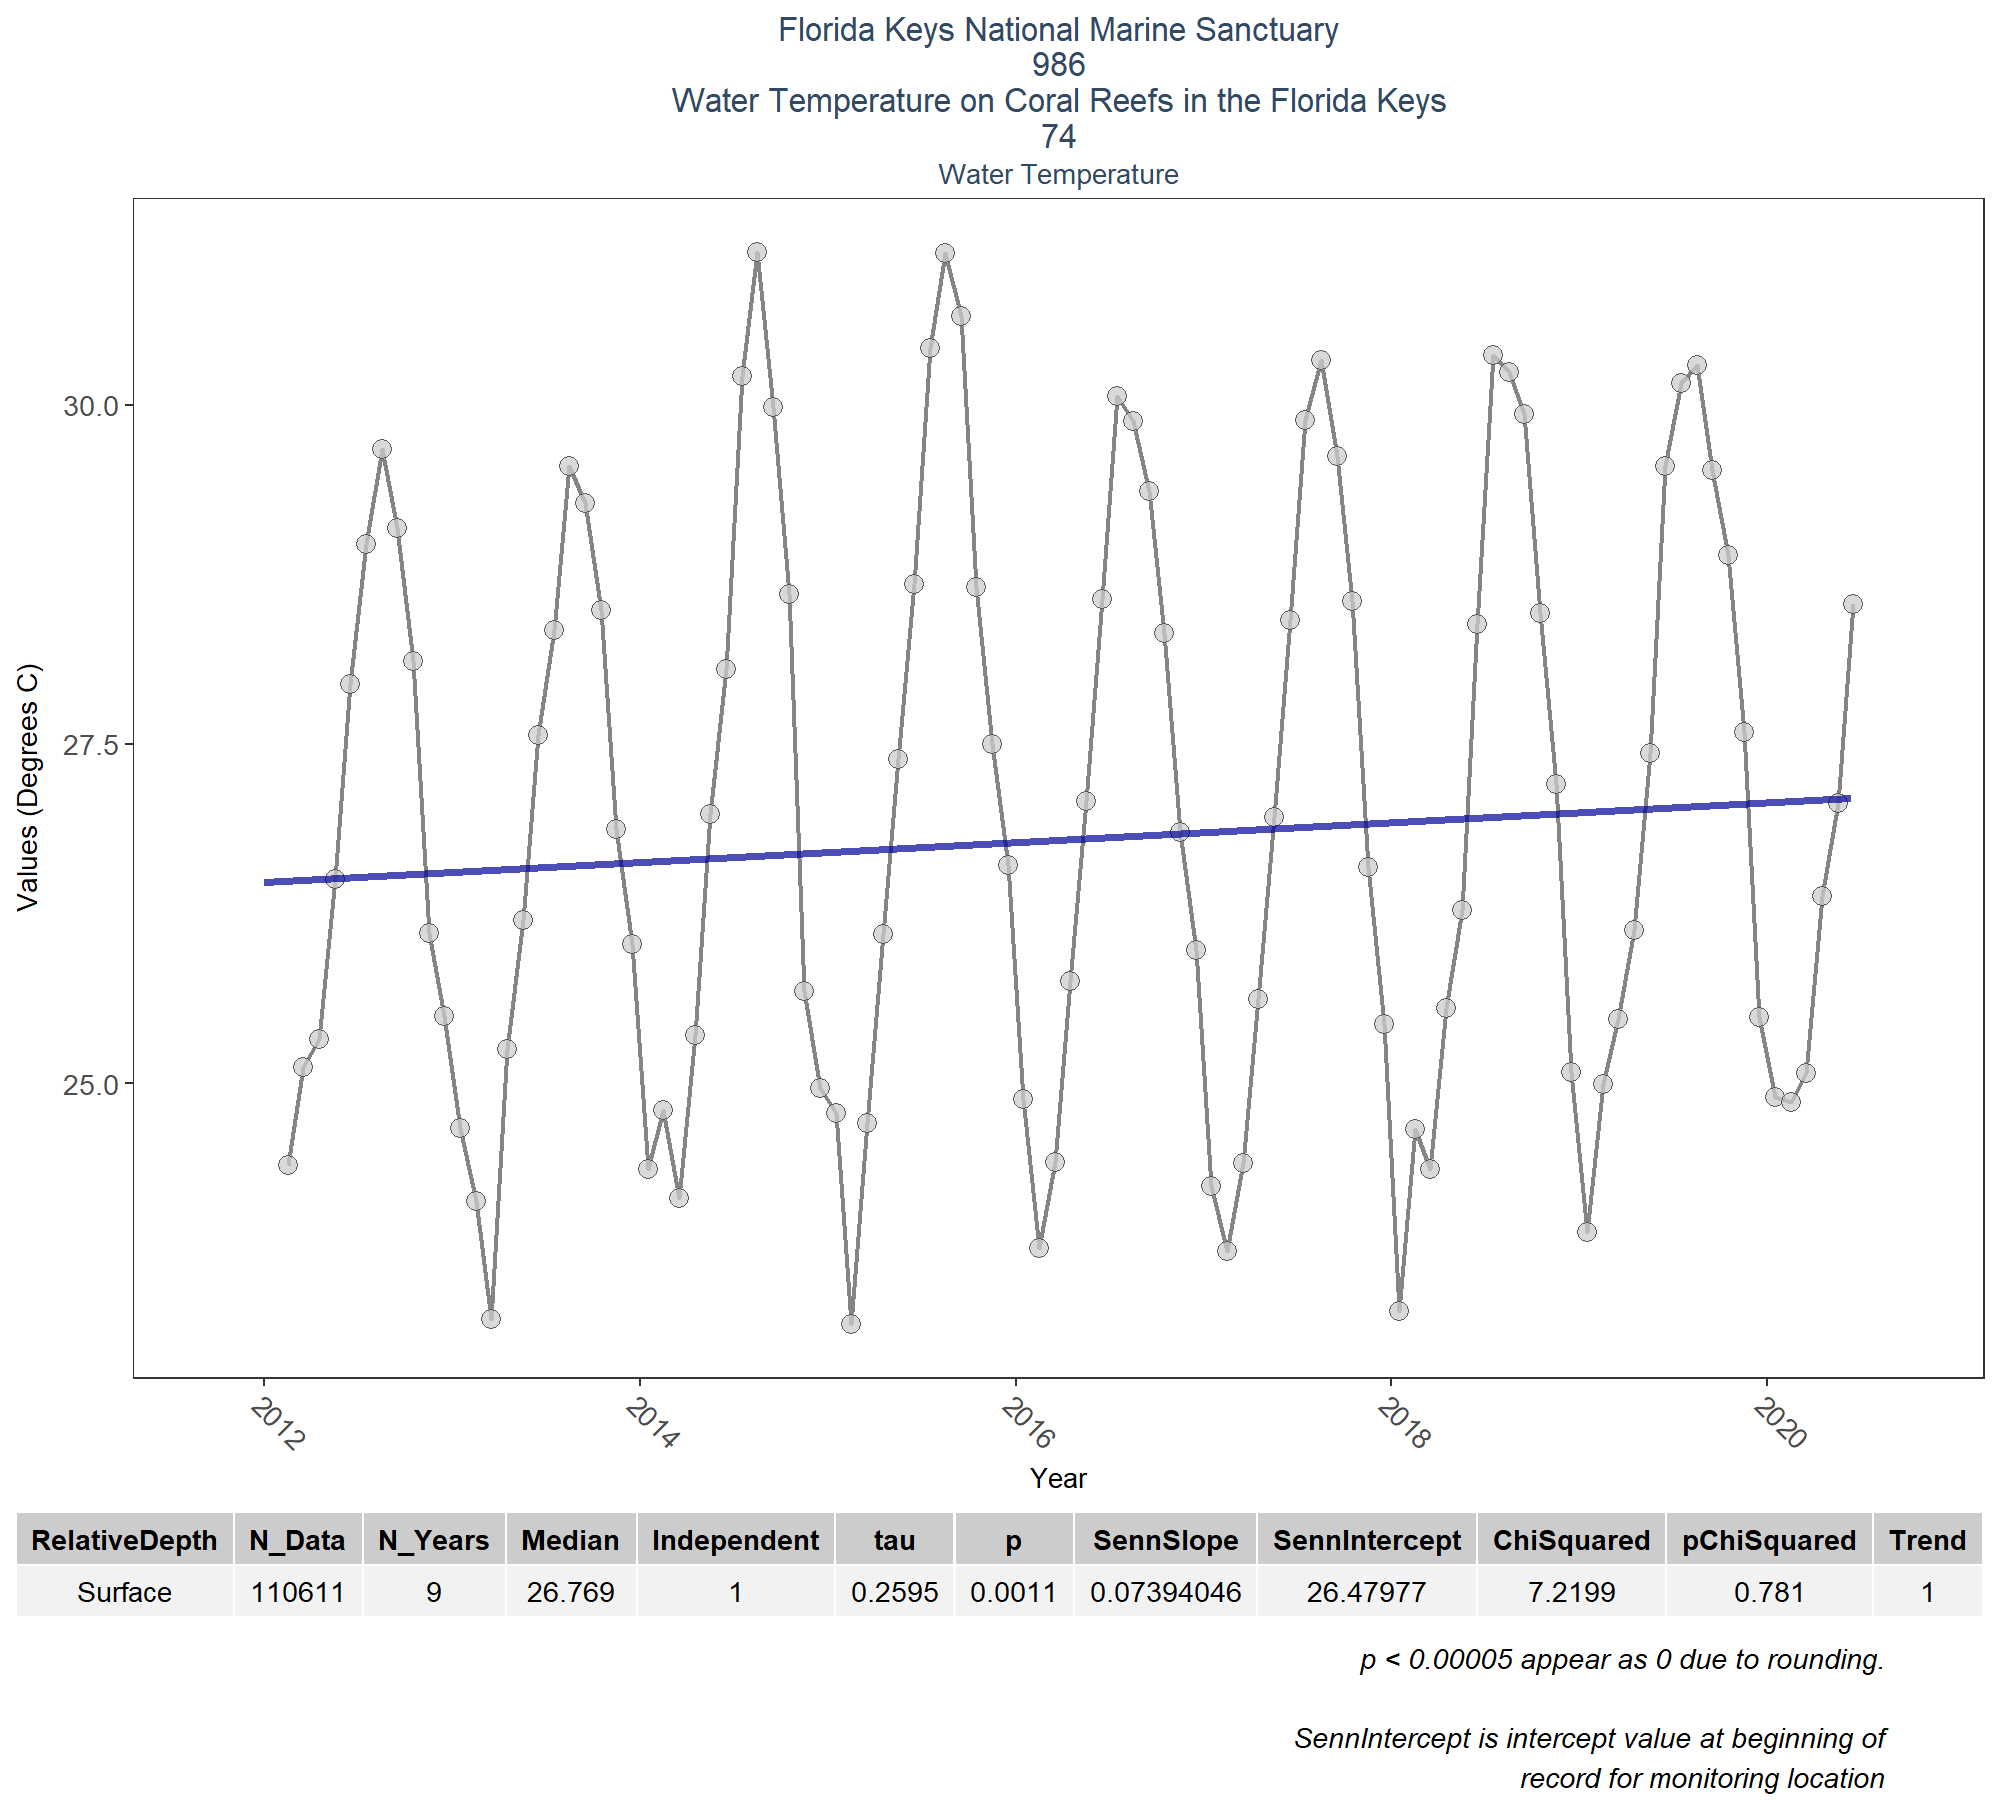 Florida Keys National Marine Sanctuary
986
Water Temperature on Coral Reefs in the Florida Keys
74
Water Temperature
Values (Degrees C)
30.0
27.5
25.0
2012 2014 2016 2018 2020
Year
RelativeDepth N_Data N_Years Median Independent tau p SennSlope SennIntercept ChiSquared pChiSquared Trend
Surface 110611 9 26.769 1 0.2595 0.0011 0.07394046 26.47977 7.2199 0.781 1
p < 0.00005 appear as 0 due to rounding.
SennIntercept is intercept value at beginning of
record for monitoring location